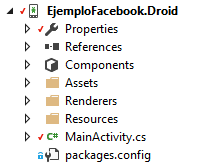 EjemploFacebook.Droid
Properties
References
Components
Assets
Renderers
Resources
C# MainActivity.cs
packages.config